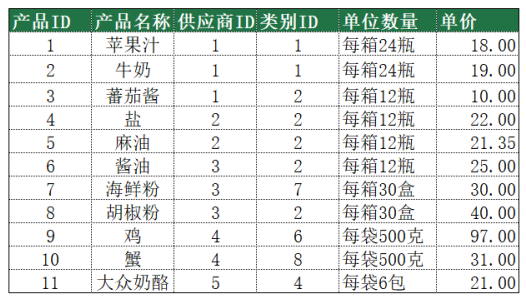 产品ID 产品名称 供应商ID 类别ID 单位数量 单价
1 苹果汁 1 1 每箱24瓶 18.00
2 牛奶 1 1 每箱24瓶 19.00
3 蕃茄酱 1 2 每箱12瓶 10.00
4 盐 2 2 每箱12瓶 22.00
5 麻油 2 2 每箱12瓶 21.35
6 酱油 3 2 每箱12瓶 25.00
7 海鲜粉 3 7 每箱30盒 30.00
8 胡椒粉 3 2 每箱30盒 40.00
9 鸡 4 6 每袋500克 97.00
10 蟹 4 8 每袋500克 31.00
11 大众奶酪 5 4 每袋6包 21.00